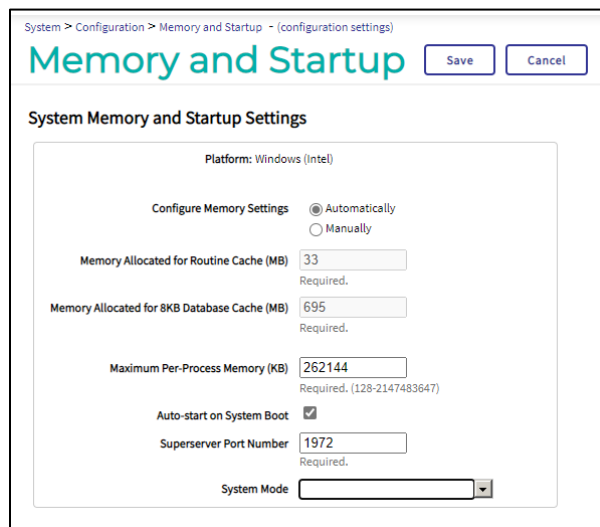 System > Configuration > Memory and Startup - (configuration settings)
Memory and Startup Save Cancel
System Memory and Startup Settings
Platform: Windows (Intel)
Configure Memory Settings Automatically
Manually
Memory Allocated for Routine Cache (MB) 33
Required.
Memory Allocated for 8KB Database Cache (MB) 695
Required.
Maximum Per-Process Memory (KB) 262144
Required. (128-2147483647)
Auto-start on System Boot
Superserver Port Number 1972
Required.
System Mode